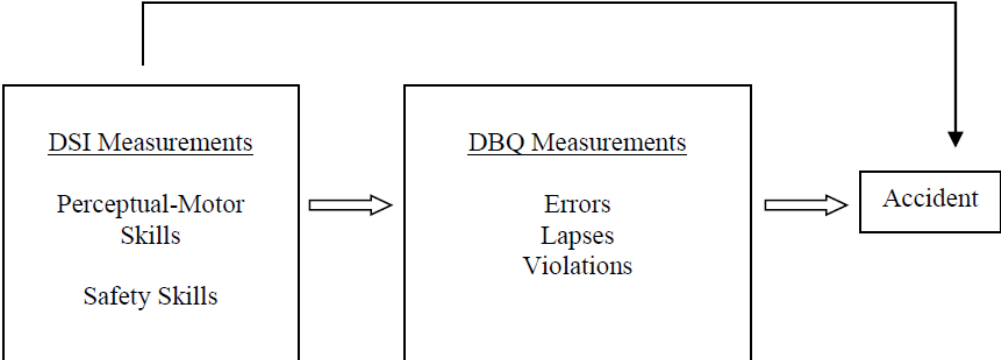 DSI Measurements
Perceptual-Motor
Skills
Safety Skills
DBQ Measurements
Errors
Lapses
Violations
Accident